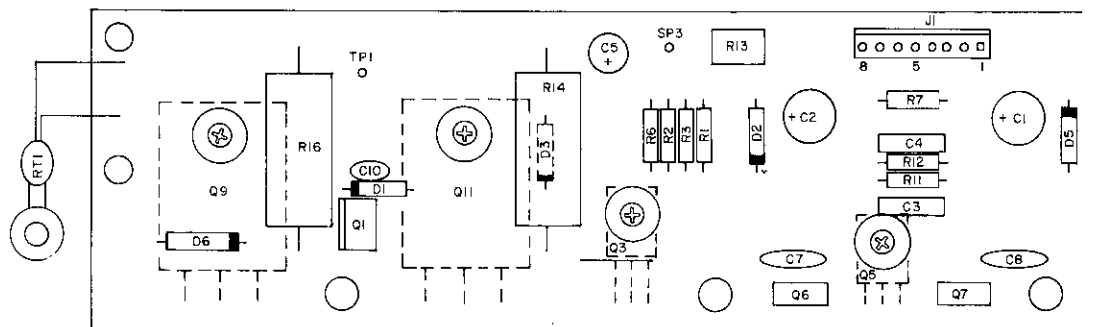 J1
SP3
C5
+
R13
TP1
8 5 1
R14
R7
+ C2
+ C1
RT1
Q9
R16
C10
D1
Q11
D3
R6
R2
R3
R1
D2
C4
R12
R11
D5
C3
Q1
D6
Q3
C7
Q5
C8
Q6
Q7